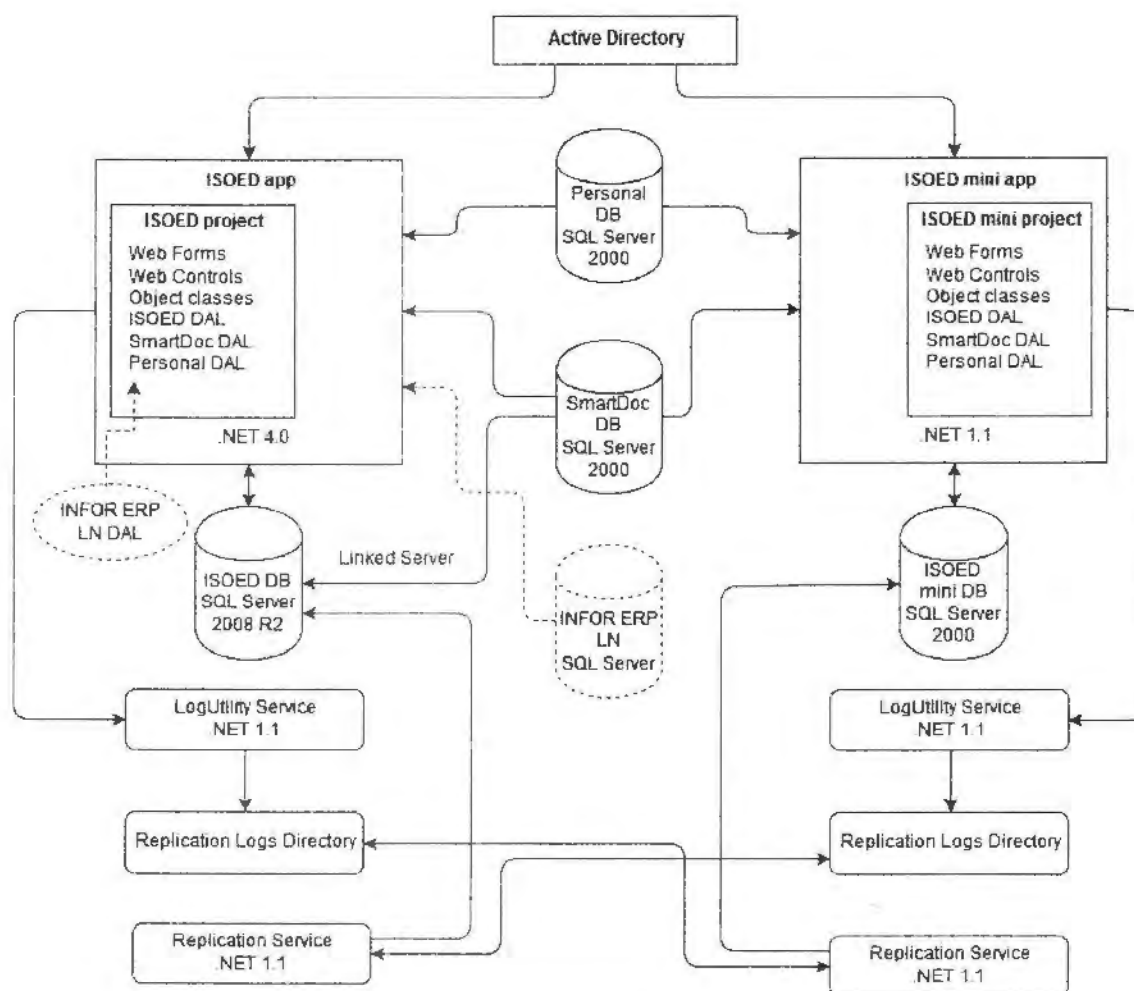 Active Directory
ISOED app
ISOED project
Web Forms
Web Controls
Object classes
ISOED DAL
SmartDoc DAL
Personal DAL
.NET 4.0
INFOR ERP
LN DAL
Personal
DB
SQL Server
2000
SmartDoc
DB
SQL Server
2000
ISOED mini app
ISOED mini project
Web Forms
Web Controls
Object classes
ISOED DAL
SmartDoc DAL
Personal DAL
.NET 1.1
Linked Server
ISOED DB
SQL Server
2008 R2
INFOR ERP
LN
SQL Server
ISOED
mini DB
SQL Server
2000
LogUtility Service
.NET 1.1
LogUtility Service
.NET 1.1
Replication Logs Directory
Replication Logs Directory
Replication Service
.NET 1.1
Replication Service
.NET 1.1